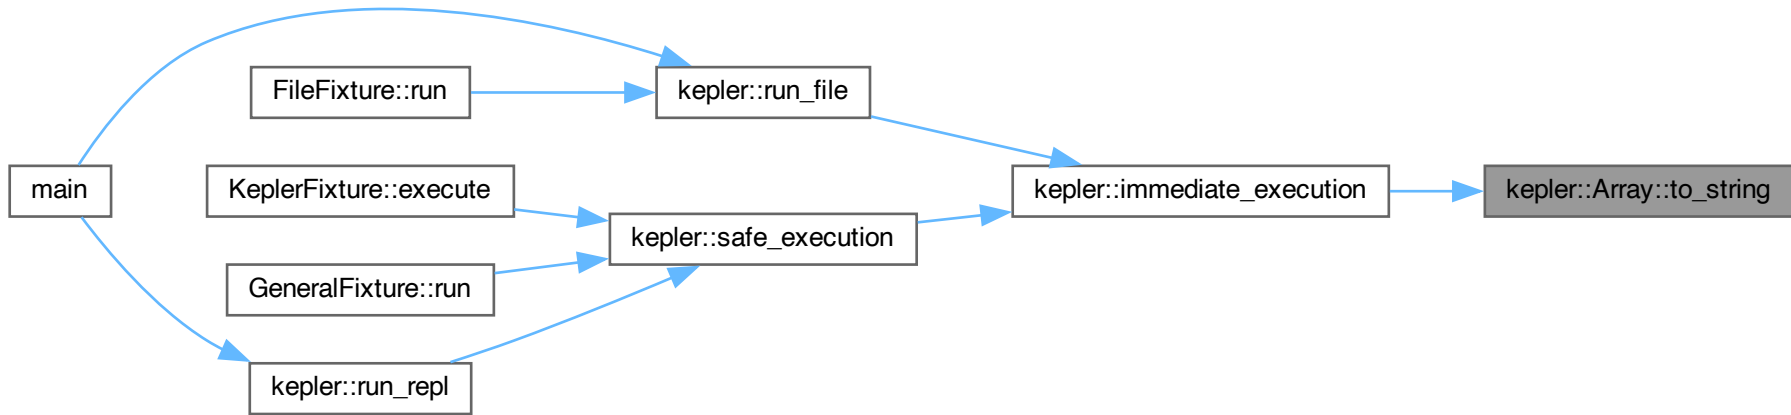 FileFixture::run
kepler::run_file
main
KeplerFixture::execute
kepler::immediate_execution
kepler::Array::to_string
kepler::safe_execution
GeneralFixture::run
kepler::run_repl